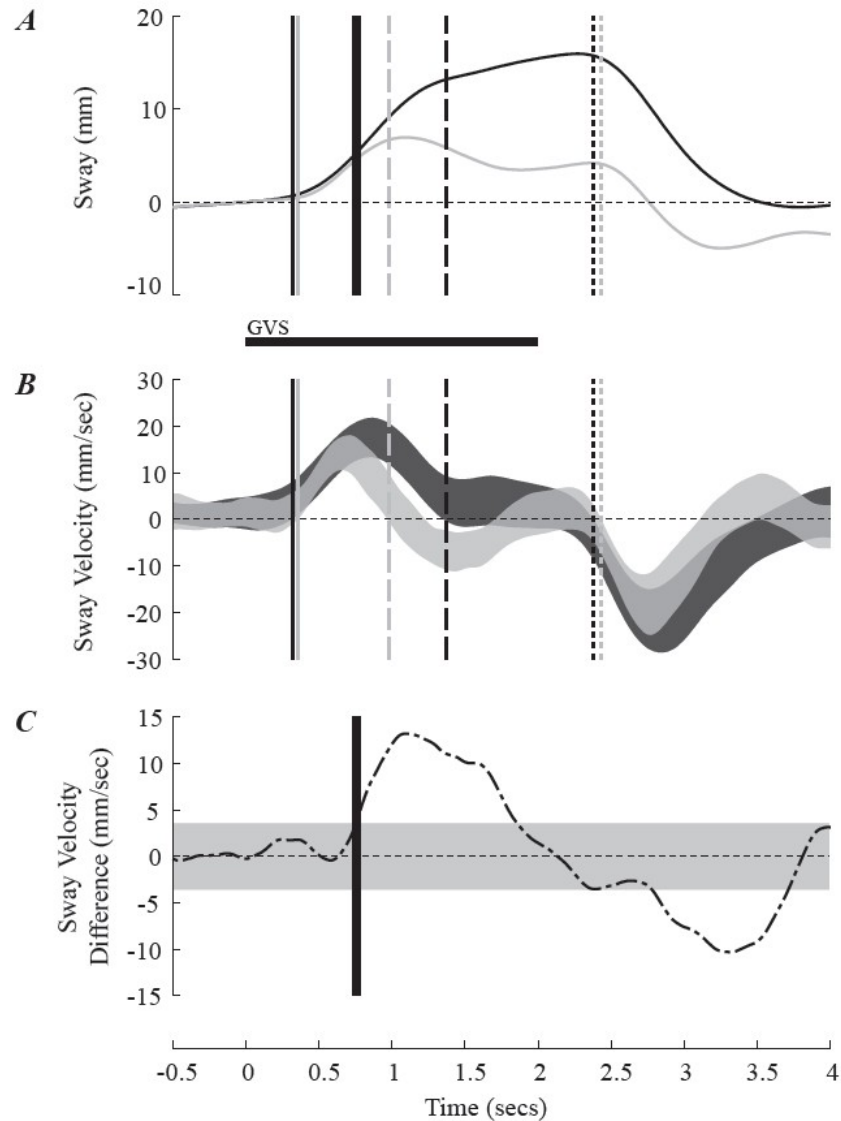 A
20
10
0
-10
Sway (mm)
GVS
B
30
20
10
0
-10
-20
-30
Sway Velocity (mm/sec)
C
15
10
5
0
-5
-10
-15
Sway Velocity
Difference (mm/sec)
-0.5 0 0.5 1 1.5 2 2.5 3 3.5 4
Time (secs)